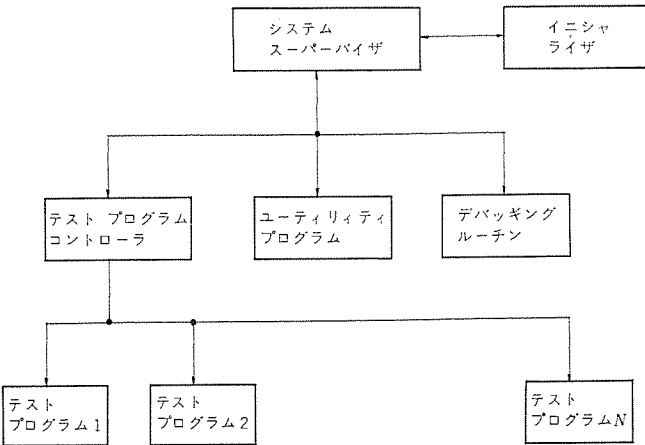 システム
スーパーバイザ
イニシャ
ライザ
テスト プログラム
コントローラ
ユーティリィティ
プログラム
デバッギング
ルーチン
テスト
プログラム1
テスト
プログラム2
テスト
プログラムN